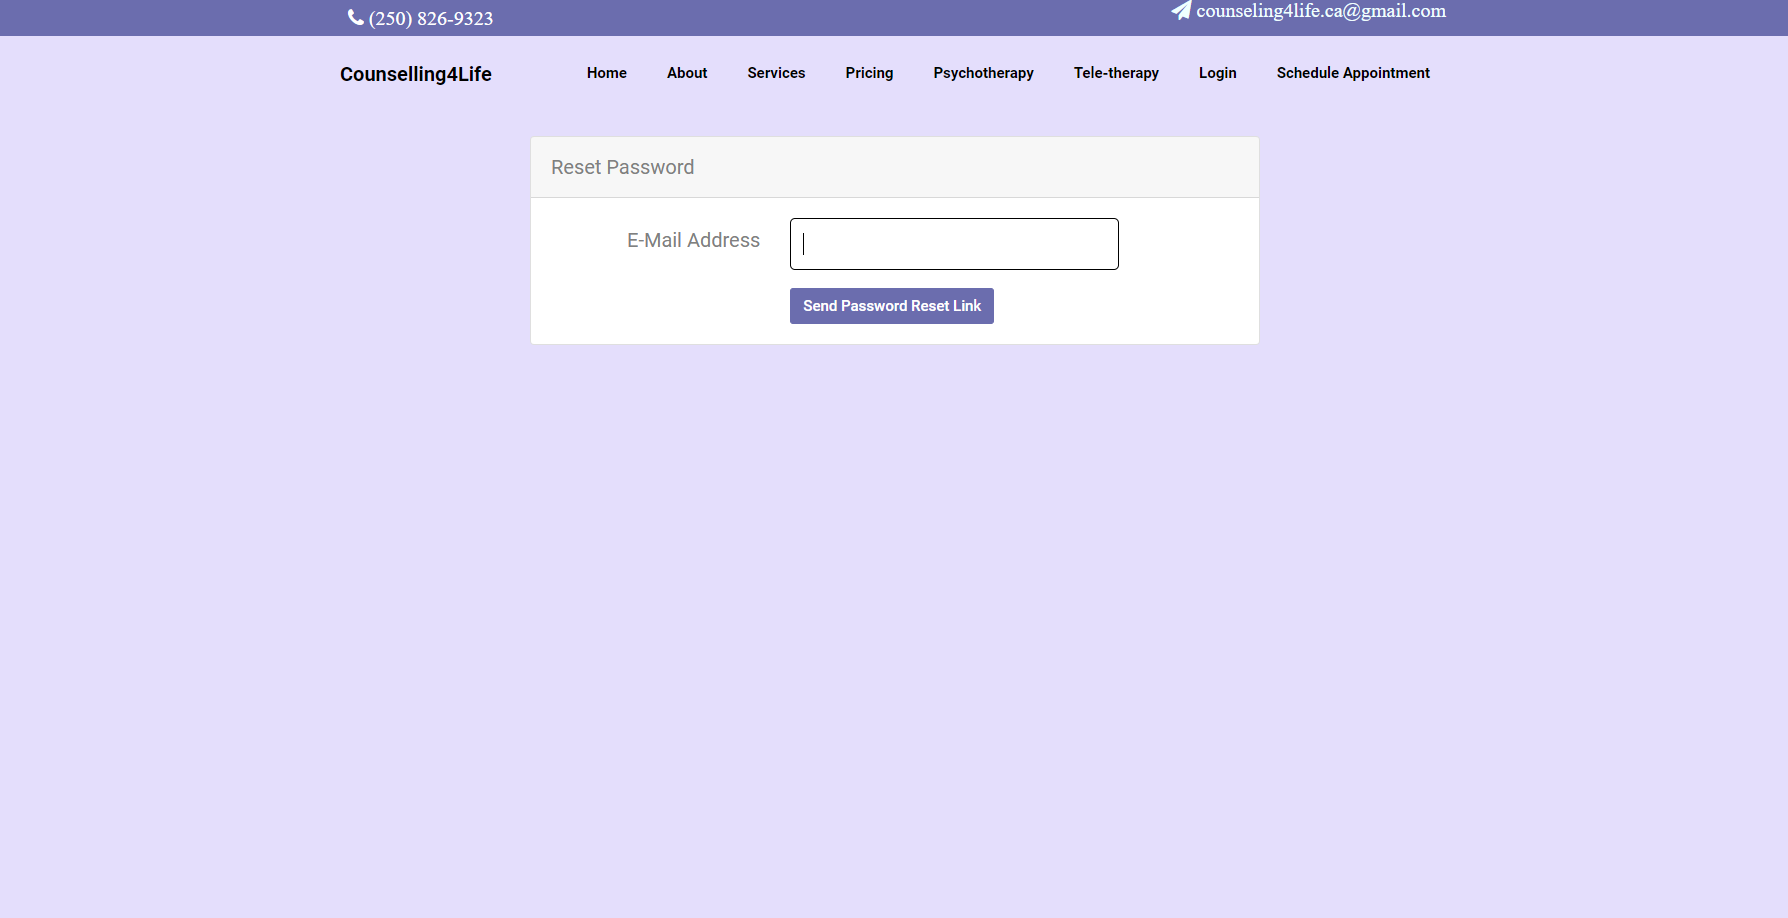 (250) 826-9323
counseling4life.ca@gmail.com
Counselling4Life
Home About Services Pricing Psychotherapy Tele-therapy Login Schedule Appointment
Reset Password
E-Mail Address
Send Password Reset Link